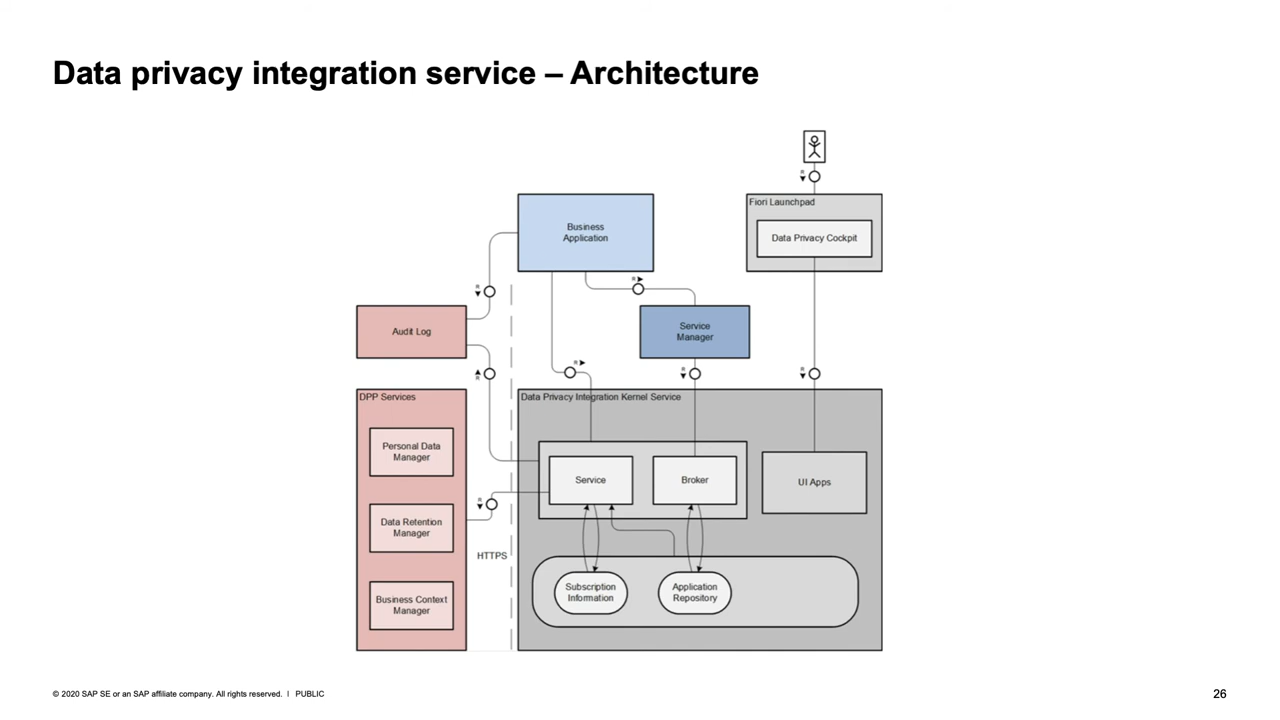 Data privacy integration service – Architecture
R
Fiori Launchpad
Business
Application
Data Privacy Cockpit
R
R
Audit Log
Service
Manager
R
R
R
R
DPP Services
Data Privacy Integration Kernel Service
Personal Data
Manager
Service
Broker
UI Apps
R
Data Retention
Manager
HTTPS
Subscription
Information
Application
Repository
Business Context
Manager
© 2020 SAP SE or an SAP affiliate company. All rights reserved. | PUBLIC
26